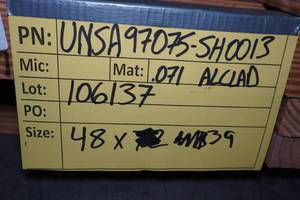 PN: UNSA97075-SH0013
Mic: Mat: .071 ALCLAD
Lot: 106137
PO:
Size: 48 x 39